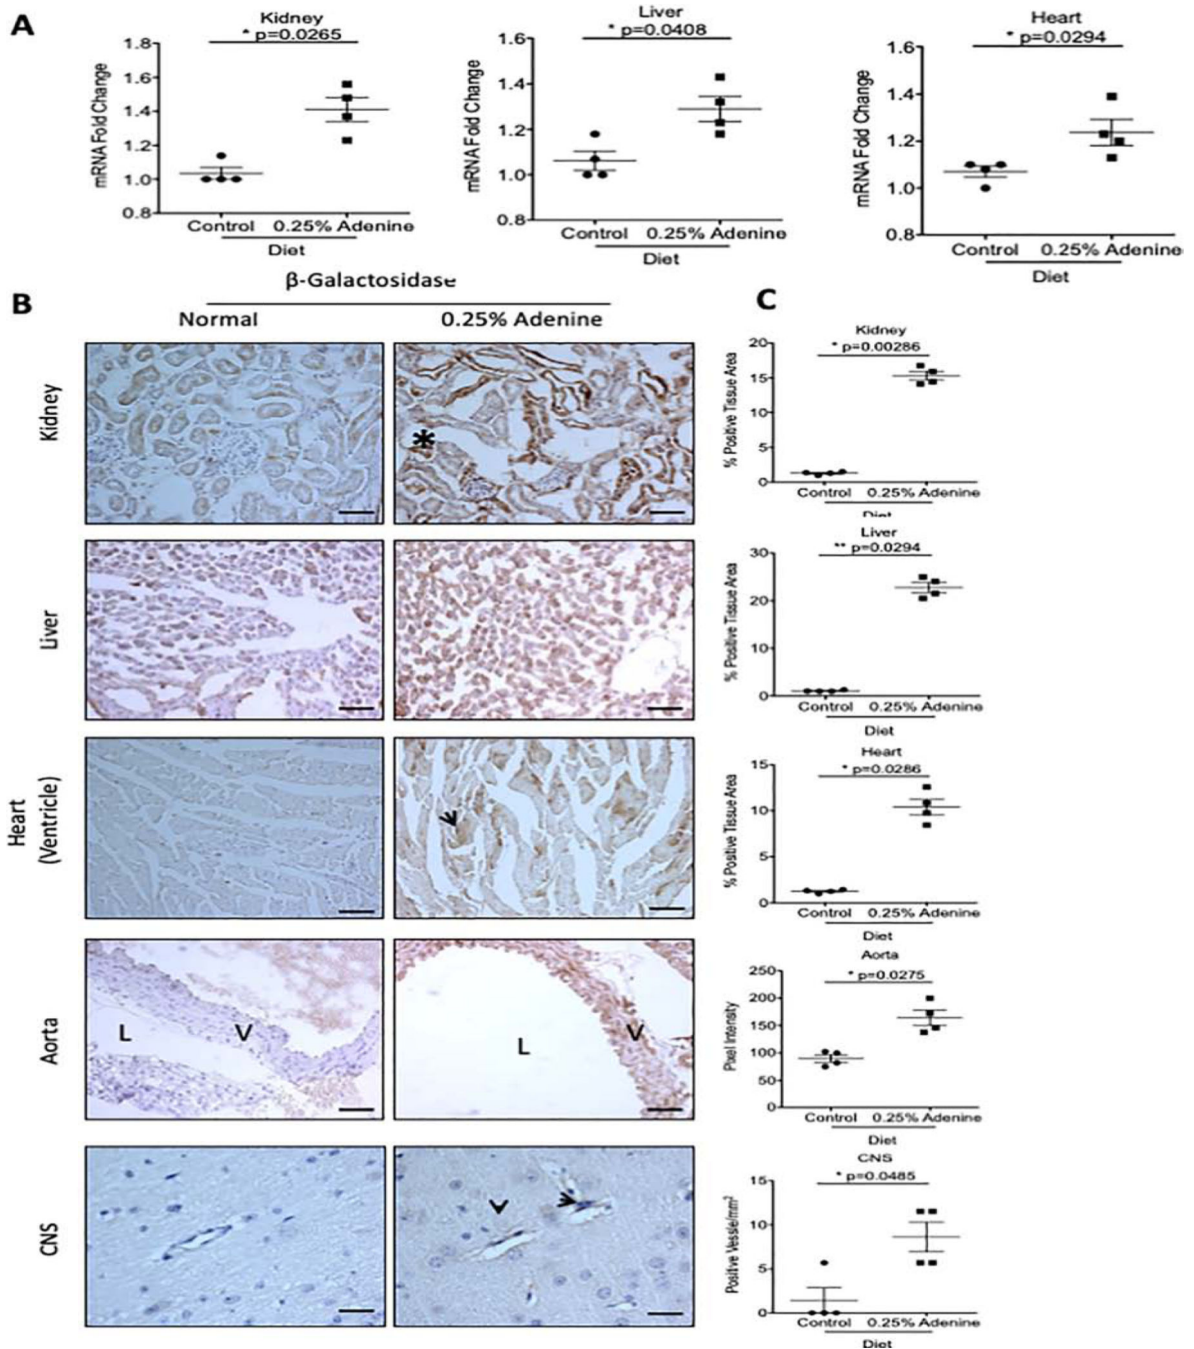 A
Kidney
* p=0.0265
mRNA Fold Change
1.8
1.6
1.4
1.2
1.0
0.8
Control 0.25% Adenine
Diet
Liver
* p=0.0408
mRNA Fold Change
1.6
1.4
1.2
1.0
0.8
Control 0.25% Adenine
Diet
Heart
* p=0.0294
mRNA Fold Change
1.6
1.4
1.2
1.0
0.8
Control 0.25% Adenine
Diet
B
β-Galactosidase
Normal 0.25% Adenine
Kidney
*
Liver
Heart
(Ventricle)
Aorta
L V
L V
CNS
C
Kidney
* p=0.00286
% Positive Tissue Area
20
15
10
5
0
Control 0.25% Adenine
Diet
Liver
** p=0.0294
% Positive Tissue Area
30
20
10
0
Control 0.25% Adenine
Diet
Heart
* p=0.0286
% Positive Tissue Area
15
10
5
0
Control 0.25% Adenine
Diet
Aorta
* p=0.0275
Pixel Intensity
250
200
150
100
50
0
Control 0.25% Adenine
Diet
CNS
* p=0.0485
Positive Vessle/mm²
15
10
5
0
Control 0.25% Adenine
Diet